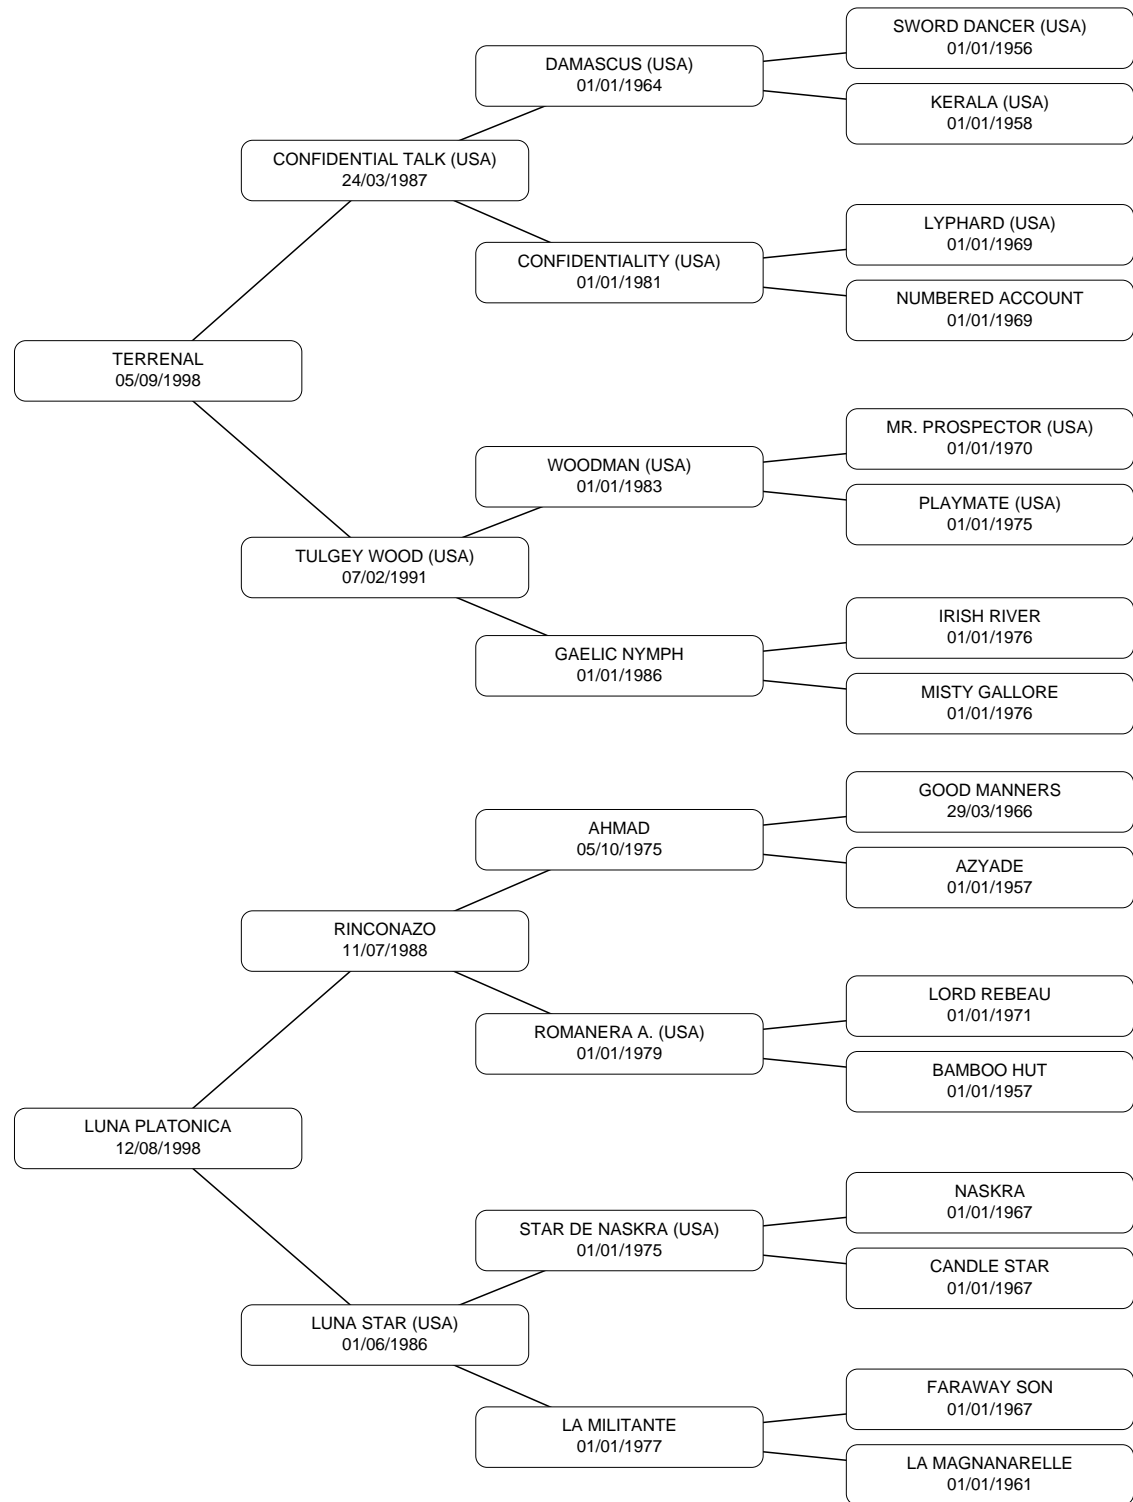 SWORD DANCER (USA)
01/01/1956
DAMASCUS (USA)
01/01/1964
KERALA (USA)
01/01/1958
CONFIDENTIAL TALK (USA)
24/03/1987
LYPHARD (USA)
01/01/1969
CONFIDENTIALITY (USA)
01/01/1981
NUMBERED ACCOUNT
01/01/1969
TERRENAL
05/09/1998
MR. PROSPECTOR (USA)
01/01/1970
WOODMAN (USA)
01/01/1983
PLAYMATE (USA)
01/01/1975
TULGEY WOOD (USA)
07/02/1991
IRISH RIVER
01/01/1976
GAELIC NYMPH
01/01/1986
MISTY GALLORE
01/01/1976
GOOD MANNERS
29/03/1966
AHMAD
05/10/1975
AZYADE
01/01/1957
RINCONAZO
11/07/1988
LORD REBEAU
01/01/1971
ROMANERA A. (USA)
01/01/1979
BAMBOO HUT
01/01/1957
LUNA PLATONICA
12/08/1998
NASKRA
01/01/1967
STAR DE NASKRA (USA)
01/01/1975
CANDLE STAR
01/01/1967
LUNA STAR (USA)
01/06/1986
FARAWAY SON
01/01/1967
LA MILITANTE
01/01/1977
LA MAGNANARELLE
01/01/1961